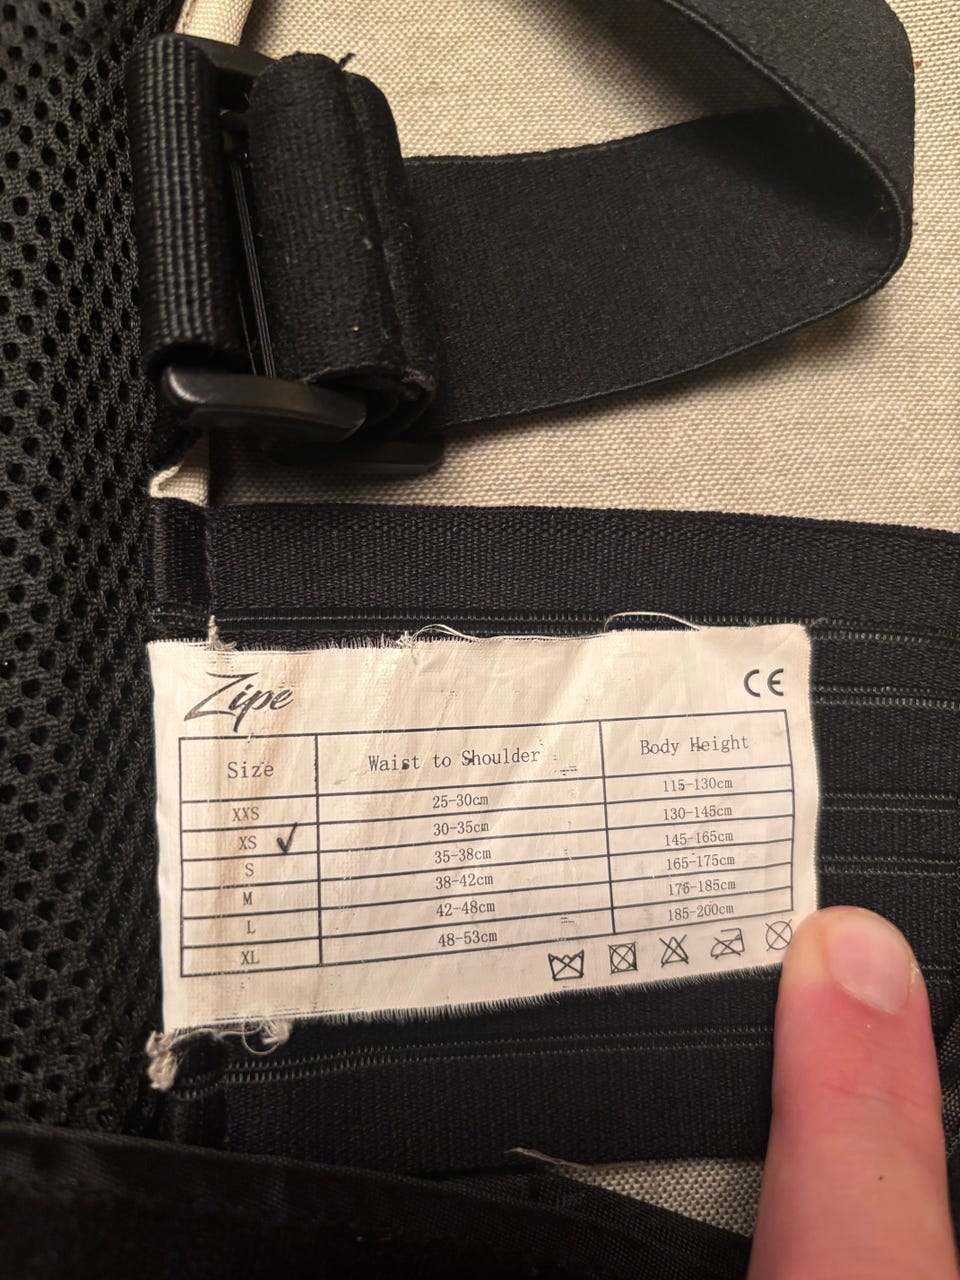 Zipe CE
Size Waist to Shoulder Body Height
XXS 25-30cm 115-130cm
XS ✓ 30-35cm 130-145cm
S 35-38cm 145-165cm
M 38-42cm 165-175cm
L 42-48cm 175-185cm
XL 48-53cm 185-200cm